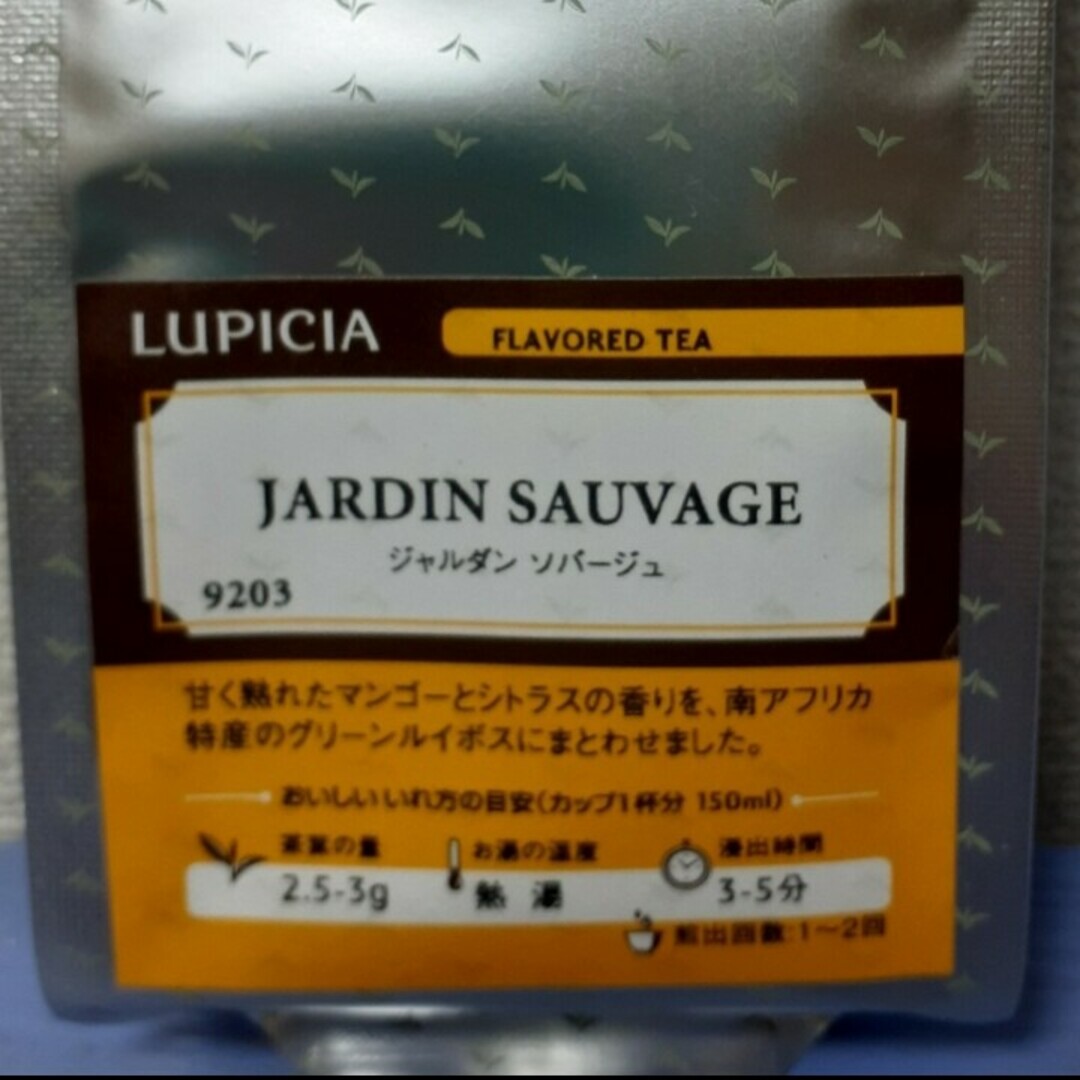 LUPICIA
FLAVORED TEA
JARDIN SAUVAGE
ジャルダン ソバージュ
9203
甘く熟れたマンゴーとシトラスの香りを、南アフリカ
特産のグリーンルイボスにまとわせました。
おいしいいれ方の目安(カップ1杯分 150ml)
茶葉の量 お湯の温度 浸出時間
2.5-3g 熱湯 3-5分
煎出回数:1〜2回